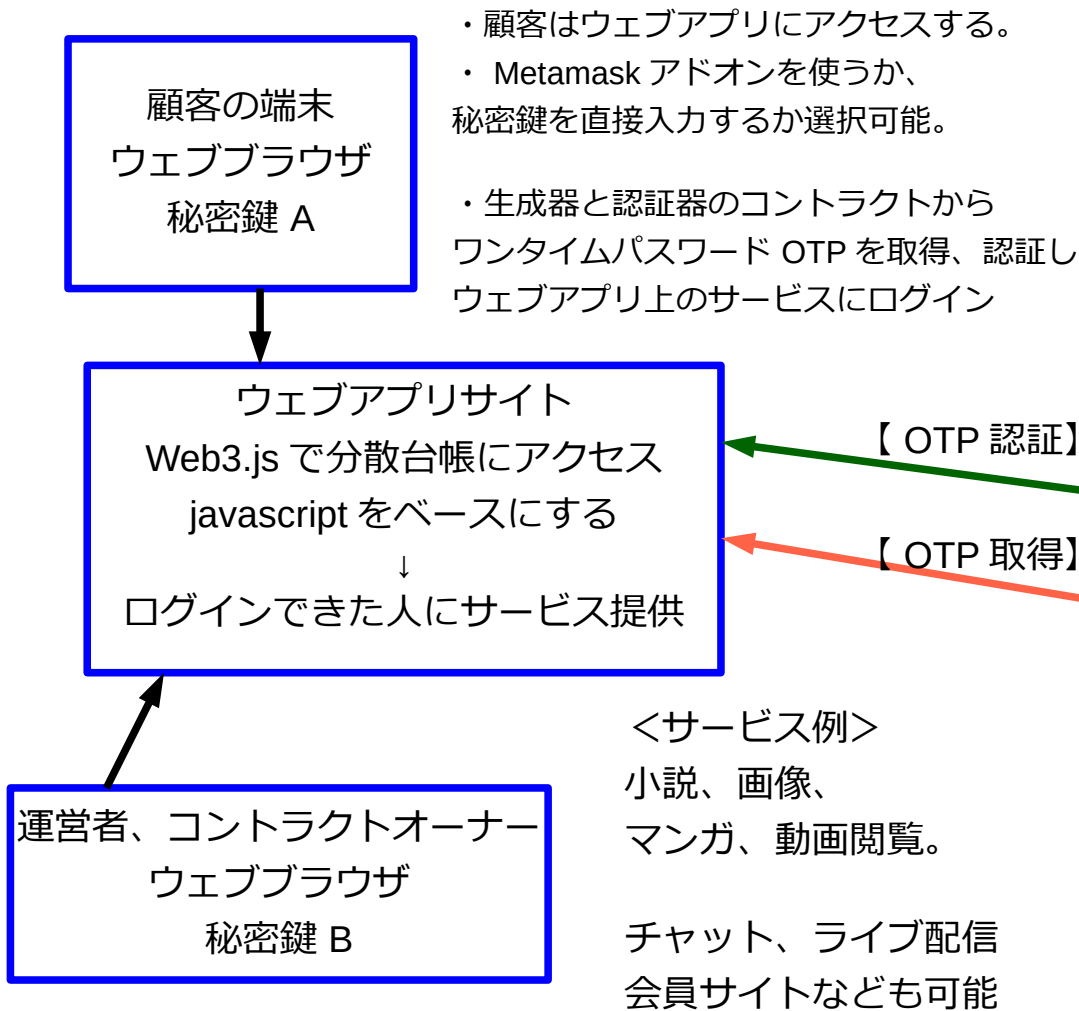 ・顧客はウェブアプリにアクセスする。
・ Metamask アドオンを使うか、
秘密鍵を直接入力するか選択可能。
・生成器と認証器のコントラクトから
ワンタイムパスワード OTP を取得、認証し
ウェブアプリ上のサービスにログイン
顧客の端末
ウェブブラウザ
秘密鍵 A
ウェブアプリサイト
Web3.js で分散台帳にアクセス
javascript をベースにする
↓
ログインできた人にサービス提供
【 OTP 認証】
【 OTP 取得】
運営者、コントラクトオーナー
ウェブブラウザ
秘密鍵 B
＜サービス例＞
小説、画像、
マンガ、動画閲覧。
チャット、ライブ配信
会員サイトなども可能